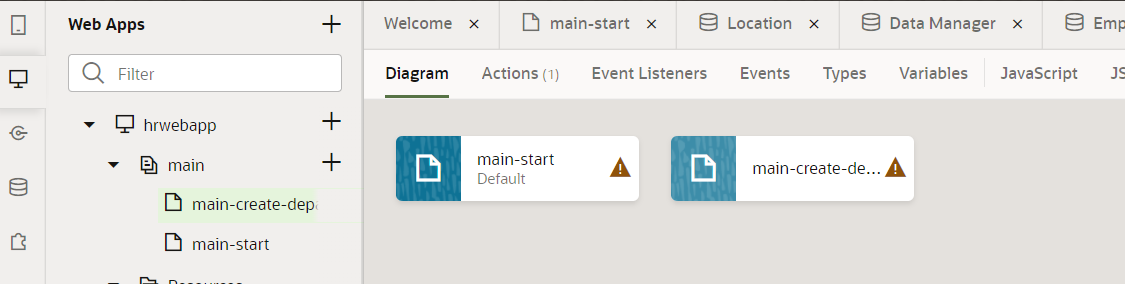 Web Apps
Filter
hrwebapp
main
main-create-depa
main-start
Resources
Welcome
main-start
Location
Data Manager
Emp
Diagram
Actions (1)
Event Listeners
Events
Types
Variables
JavaScript
JS
main-start
Default
main-create-de...